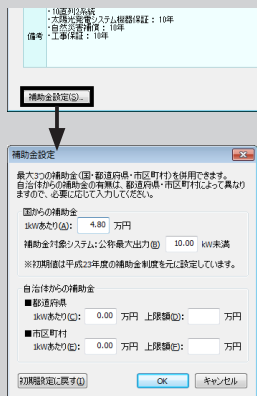 ・10直列2系統
・太陽光発電システム機器保証：10年
・自然災害補償：10年
備考 ・工事保証：10年
補助金設定(S)...
補助金設定
最大3つの補助金(国・都道府県・市区町村)を併用できます。
自治体からの補助金の有無は、都道府県・市区町村によって異なり
ますので、必要に応じて入力してください。
国からの補助金
1kWあたり(A)： 4.80 万円
補助金対象システム：公称最大出力(B) 10.00 kW未満
※初期値は平成23年度の補助金制度を元に設定しています。
自治体からの補助金
■都道府県
1kWあたり(C)： 0.00 万円 上限額(D)： 万円
■市区町村
1kWあたり(E)： 0.00 万円 上限額(F)： 万円
初期設定に戻す(I) OK キャンセル